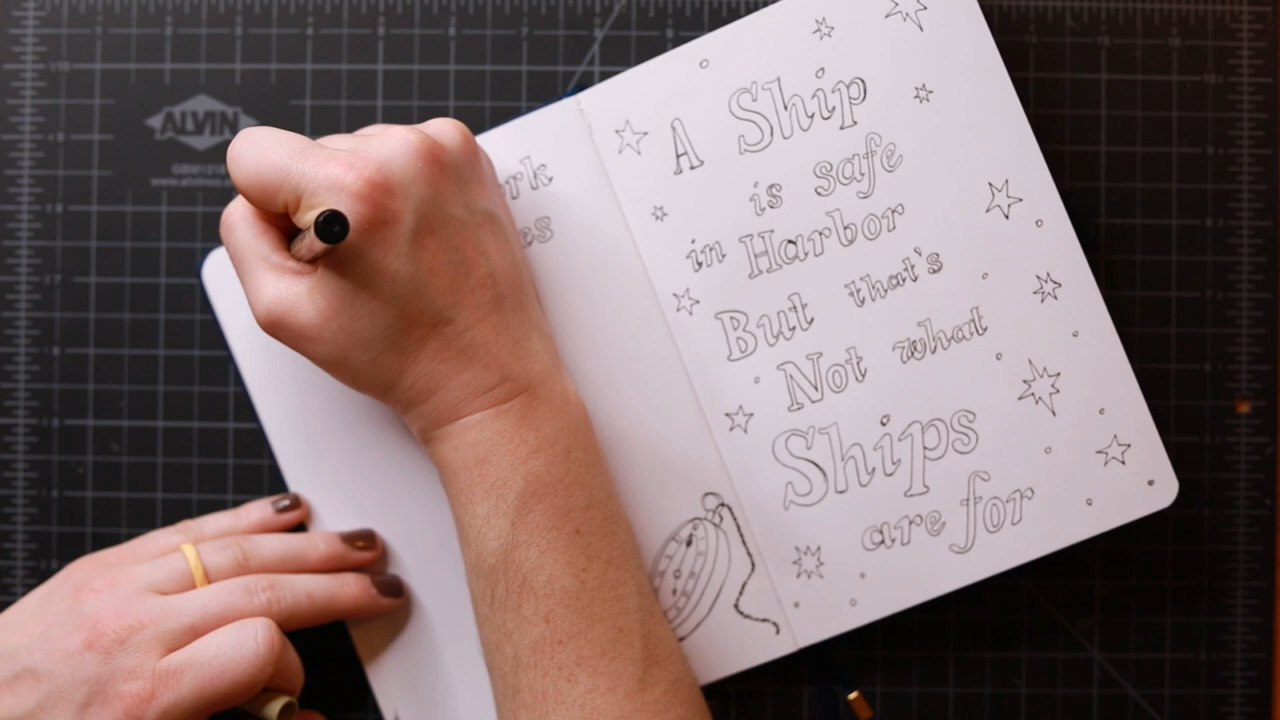 ALVIN
A Ship
is safe
in Harbor
But that's
Not what
Ships
are for